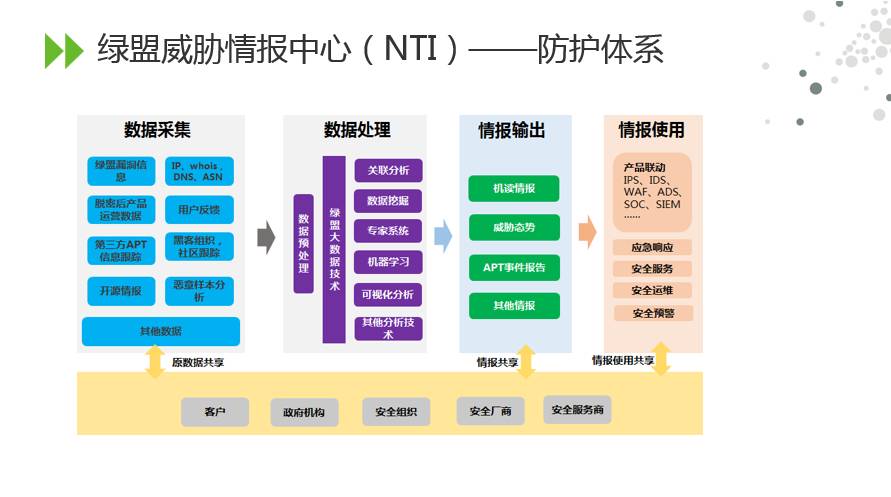 绿盟威胁情报中心（NTI）——防护体系
数据采集
绿盟漏洞信
息
IP、whois，
DNS、ASN
脱密后产品
运营数据
用户反馈
第三方APT
信息跟踪
黑客组织，
社区跟踪
开源情报
恶意样本分
析
其他数据
数据处理
数据预处理
绿盟大数据技术
关联分析
数据挖掘
专家系统
机器学习
可视化分析
其他分析技
术
情报输出
机读情报
威胁态势
APT事件报告
其他情报
情报使用
产品联动
IPS、IDS、
WAF、ADS、
SOC、SIEM
......
应急响应
安全服务
安全运维
安全预警
原数据共享
情报共享
情报使用共享
客户
政府机构
安全组织
安全厂商
安全服务商